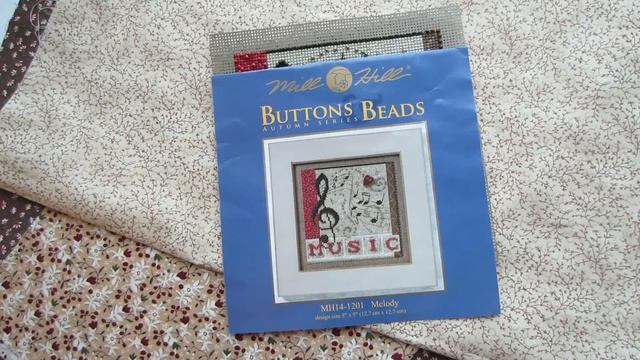 Mill Hill®
BUTTONS & BEADS
AUTUMN SERIES
MUSIC
MH14-1201 Melody
design size 5" x 5" (12.7 cm x 12.7 cm)